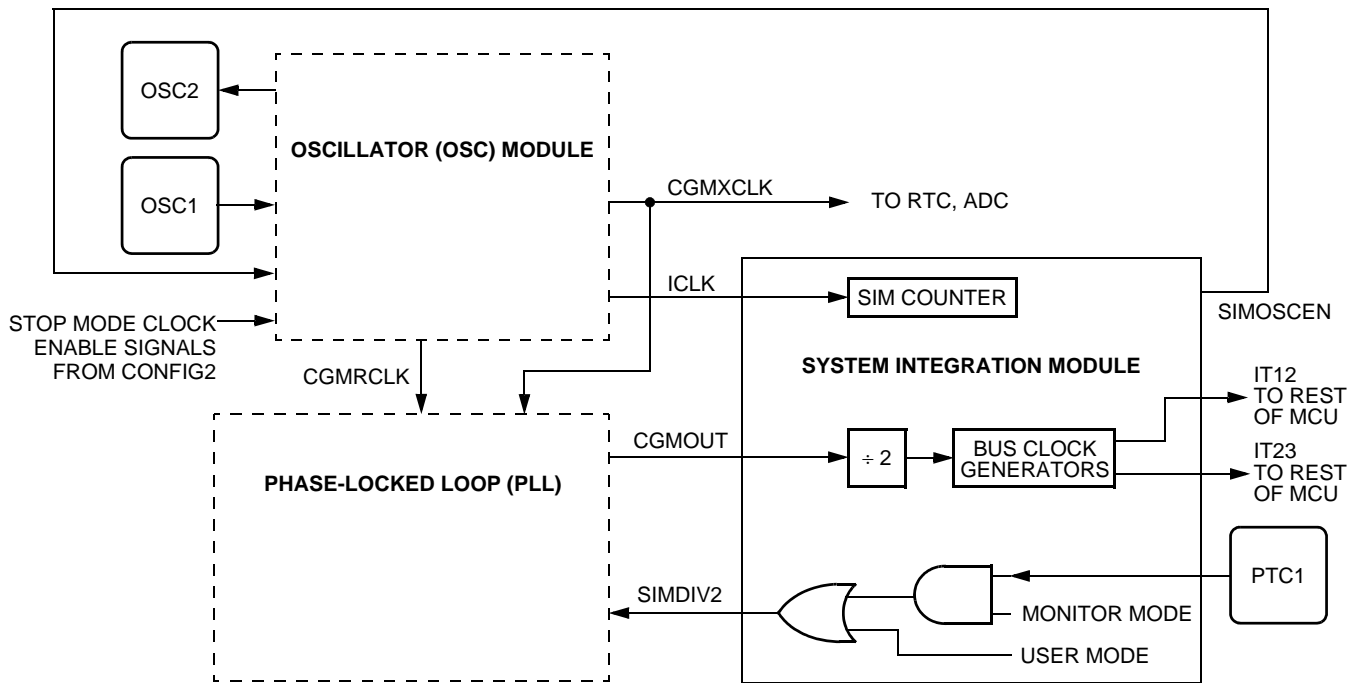 OSC2
OSCILLATOR (OSC) MODULE
OSC1
CGMXCLK
TO RTC, ADC
ICLK
SIM COUNTER
SIMOSCEN
STOP MODE CLOCK
ENABLE SIGNALS
FROM CONFIG2
CGMRCLK
SYSTEM INTEGRATION MODULE
IT12
TO REST
OF MCU
CGMOUT
÷ 2
BUS CLOCK
GENERATORS
IT23
TO REST
OF MCU
PHASE-LOCKED LOOP (PLL)
SIMDIV2
PTC1
MONITOR MODE
USER MODE